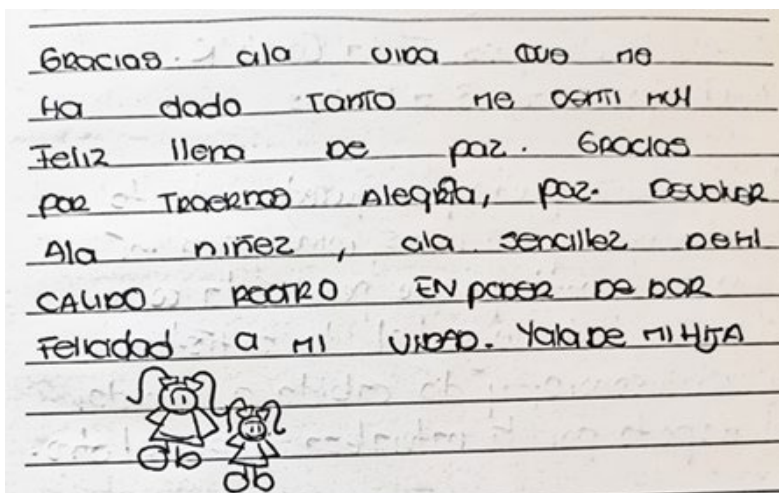 Gracias. ala vida que me
Ha dado Tanto me senti muy
Feliz llena de paz. Gracias
por Traernos Alegria, paz. Devolver
Ala niñez, ala sencillez de mi
CALIDO ROSTRO EN poder De DAR
Felicidad a mi VIDAD. Yala De mi HIJA